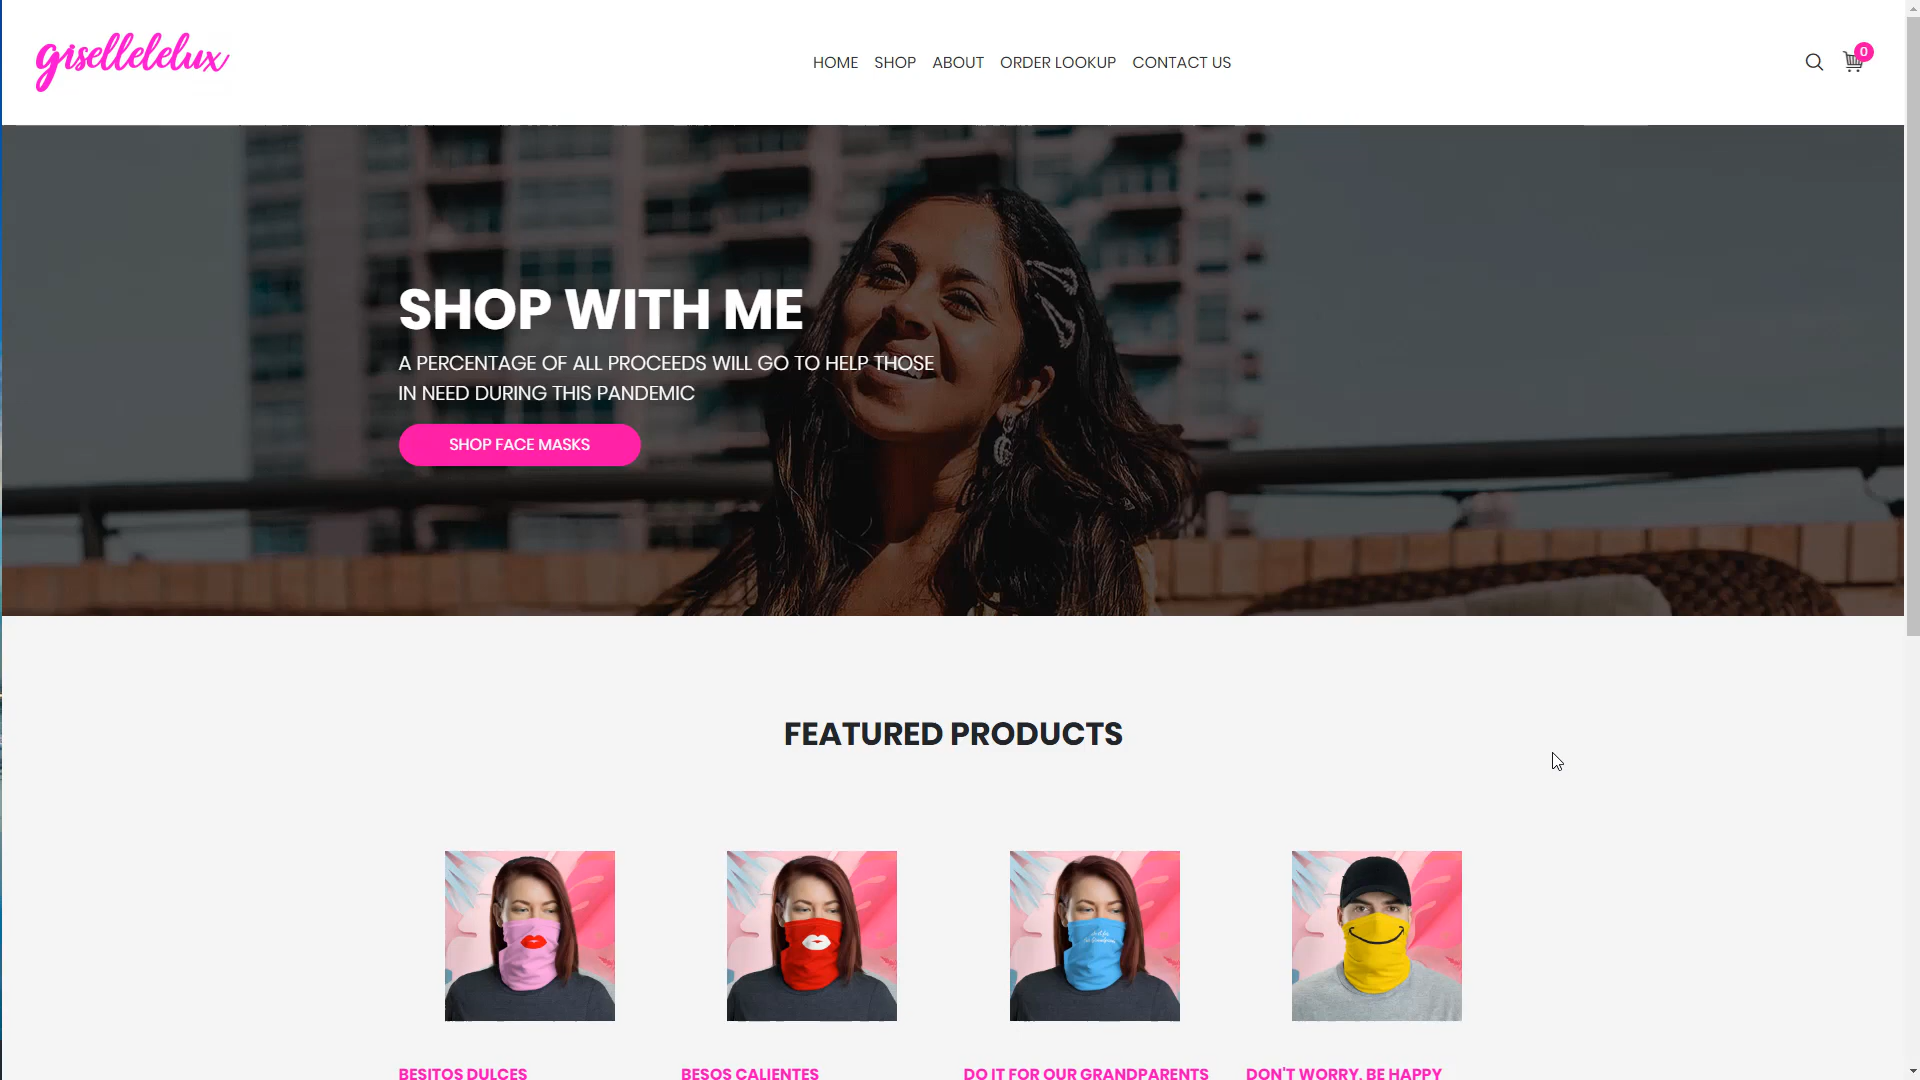 gisellelelux
HOME SHOP ABOUT ORDER LOOKUP CONTACT US
0
SHOP WITH ME
A PERCENTAGE OF ALL PROCEEDS WILL GO TO HELP THOSE
IN NEED DURING THIS PANDEMIC
SHOP FACE MASKS
FEATURED PRODUCTS
BESITOS DULCES
BESOS CALIENTES
DO IT FOR OUR GRANDPARENTS
DON'T WORRY, BE HAPPY